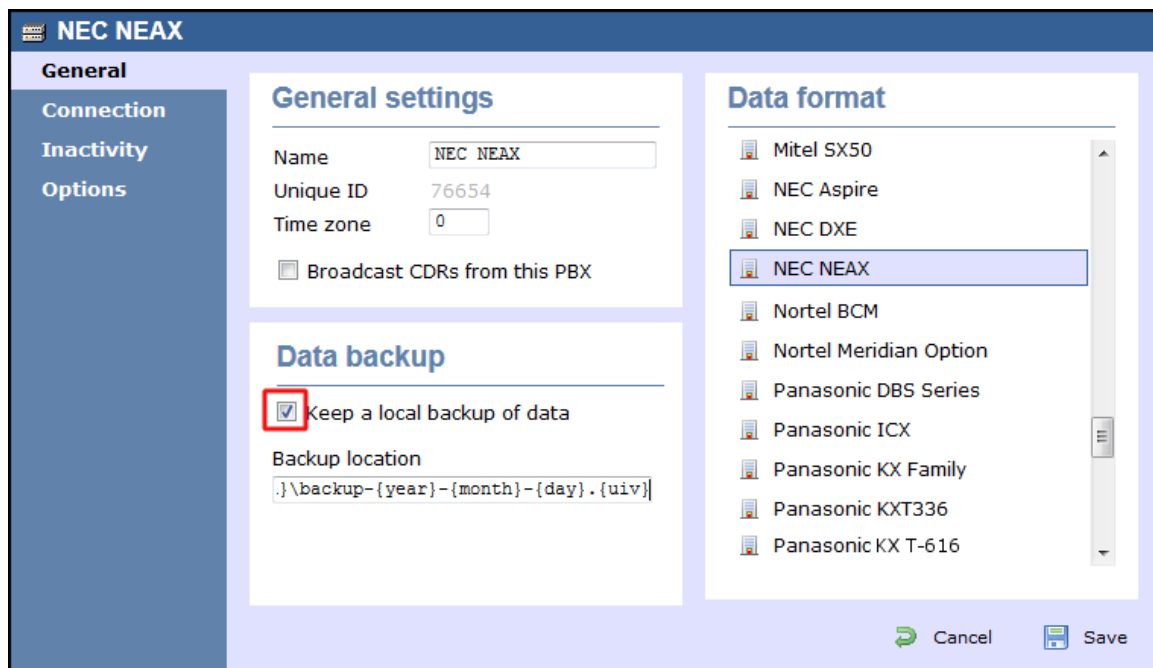 NEC NEAX
General
Connection
Inactivity
Options
General settings
Name NEC NEAX
Unique ID 76654
Time zone 0
Broadcast CDRs from this PBX
Data backup
Keep a local backup of data
Backup location
.}\backup-{year}-{month}-{day}.{uiv}
Data format
Mitel SX50
NEC Aspire
NEC DXE
NEC NEAX
Nortel BCM
Nortel Meridian Option
Panasonic DBS Series
Panasonic ICX
Panasonic KX Family
Panasonic KXT336
Panasonic KX T-616
Cancel Save